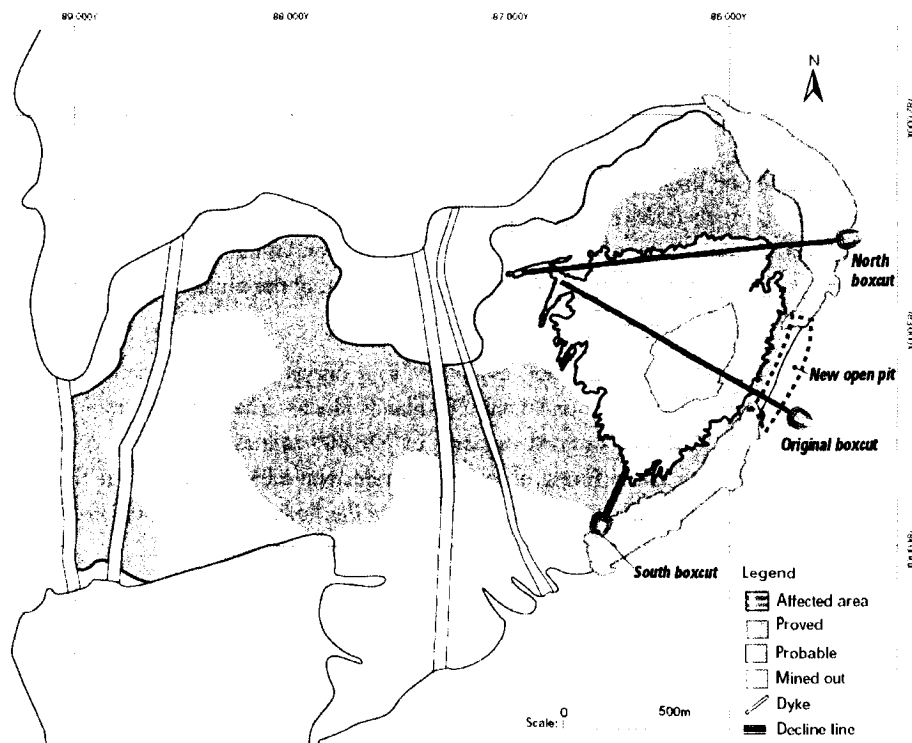 89 000Y
88 000Y
87 000Y
86 000Y
N
North
boxcut
New open pit
Original boxcut
South boxcut
Legend
Affected area
Proved
Probable
Mined out
Dyke
Decline line
Scale: 0 500m